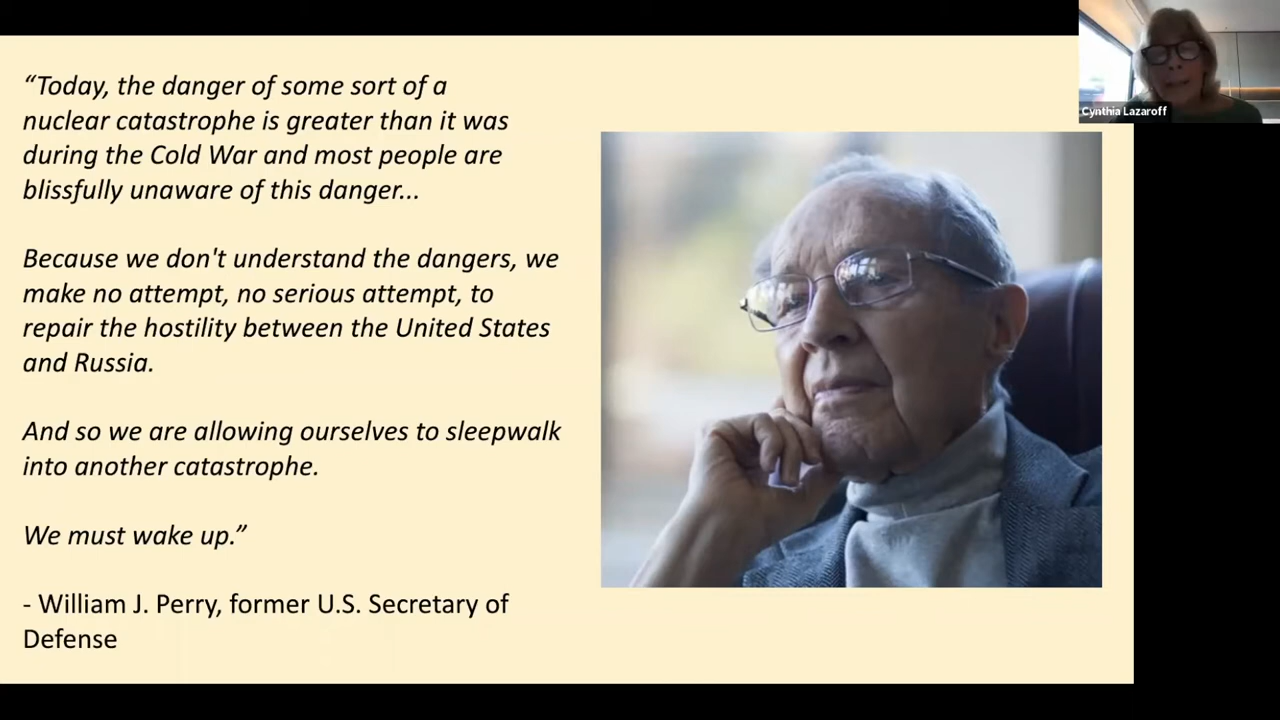 “Today, the danger of some sort of a
nuclear catastrophe is greater than it was
during the Cold War and most people are
blissfully unaware of this danger...
Because we don't understand the dangers, we
make no attempt, no serious attempt, to
repair the hostility between the United States
and Russia.
And so we are allowing ourselves to sleepwalk
into another catastrophe.
We must wake up.”
- William J. Perry, former U.S. Secretary of
Defense
Cynthia Lazaroff